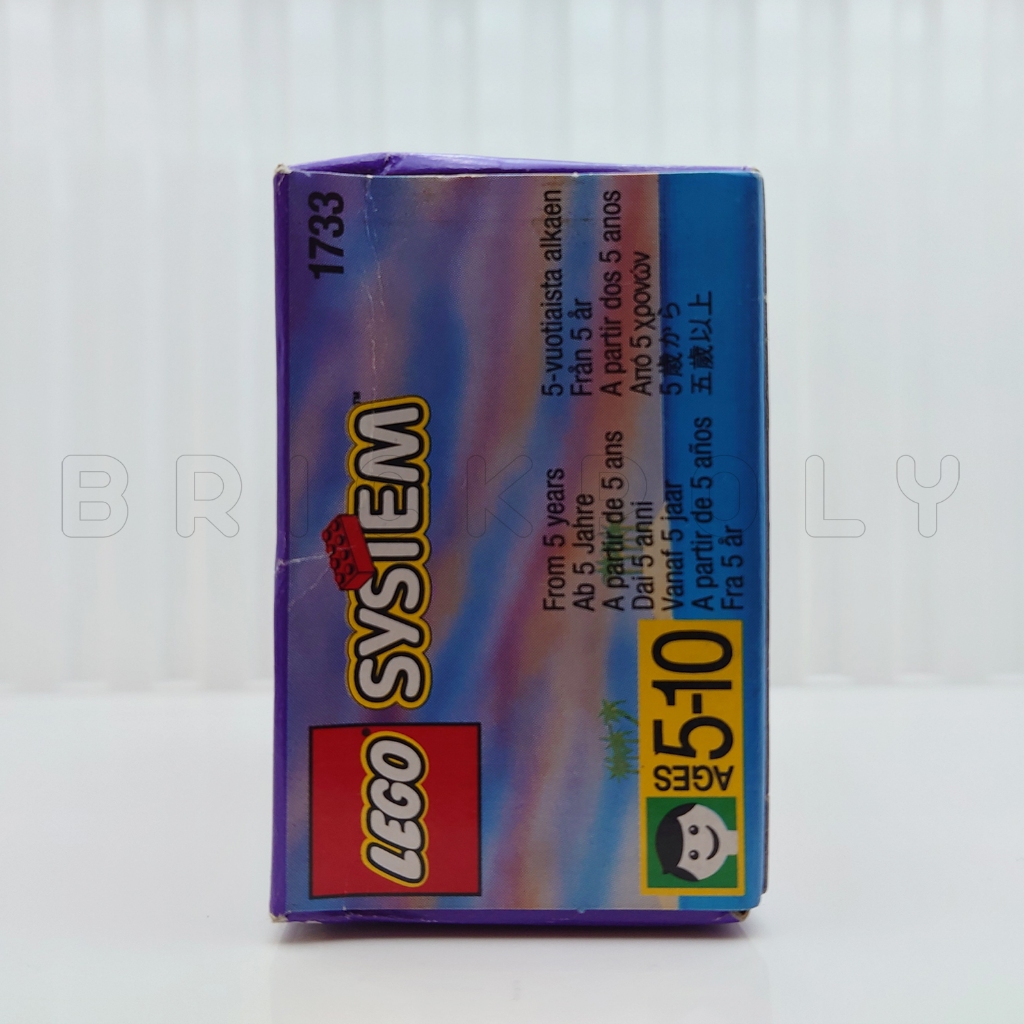 1733
LEGO®
SYSTEM™
AGES 5-10
From 5 years
Ab 5 Jahre
A partir de 5 ans
Dai 5 anni
Vanaf 5 jaar
A partir de 5 años
Fra 5 år
5-vuotiaista alkaen
Från 5 år
A partir dos 5 anos
Από 5 χρονών
5歳から
五歲以上
BRICKPOLY